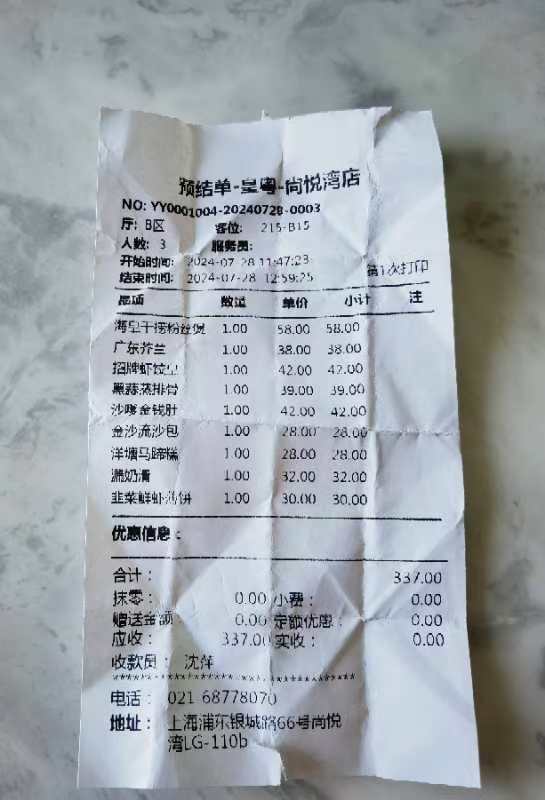 预结单-皇粤-尚悦湾店
NO: YY0001004-20240728-0003
厅: B区 客位: 215-B15
人数: 3 服务员:
开始时间: 2024-07-28 11:47:23
结束时间: 2024-07-28 12:59:25 第1次打印
品项 数量 单价 小计 注
海皇干捞粉丝煲 1.00 58.00 58.00
广东芥兰 1.00 38.00 38.00
招牌虾饺皇 1.00 42.00 42.00
黑蒜蒸排骨 1.00 39.00 39.00
沙嗲金钱肚 1.00 42.00 42.00
金沙流沙包 1.00 28.00 28.00
洋塘马蹄糕 1.00 28.00 28.00
奶滑 1.00 32.00 32.00
韭菜鲜虾煎饼 1.00 30.00 30.00
优惠信息:
合计: 337.00
抹零: 0.00 小费: 0.00
赠送金额: 0.00 定额优惠: 0.00
应收: 337.00 实收: 0.00
收款员: 沈萍
****************************************
电话: 021 68778070
地址: 上海浦东银城路66号尚悦
湾LG-110b